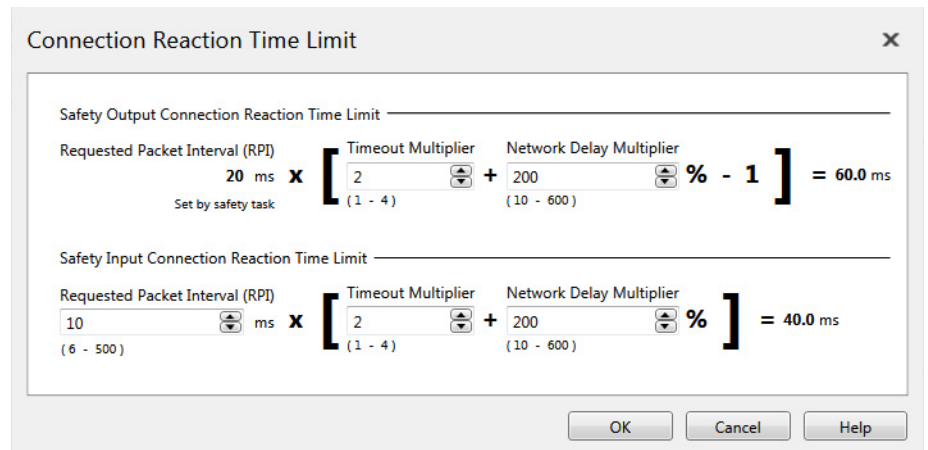 Connection Reaction Time Limit
Safety Output Connection Reaction Time Limit
Requested Packet Interval (RPI) Timeout Multiplier Network Delay Multiplier
20 ms X [ 2 + 200 % - 1 ] = 60.0 ms
Set by safety task (1 - 4) (10 - 600)
Safety Input Connection Reaction Time Limit
Requested Packet Interval (RPI) Timeout Multiplier Network Delay Multiplier
10 ms X [ 2 + 200 % ] = 40.0 ms
(6 - 500) (1 - 4) (10 - 600)
OK Cancel Help